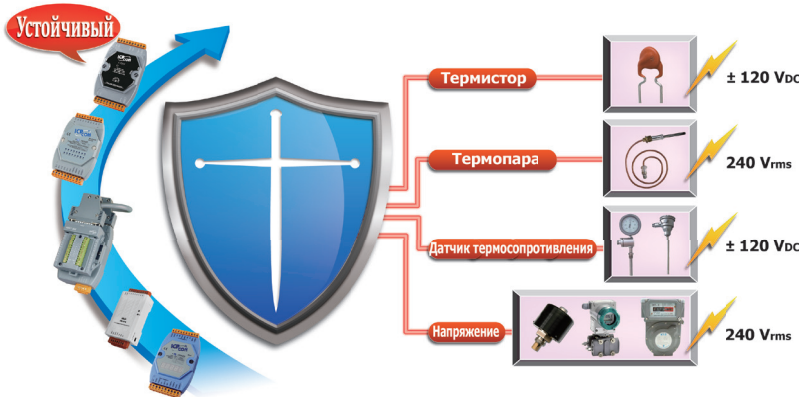 Устойчивый
Термистор
± 120 VDC
Термопара
240 Vrms
Датчик термосопротивления
± 120 VDC
Напряжение
240 Vrms